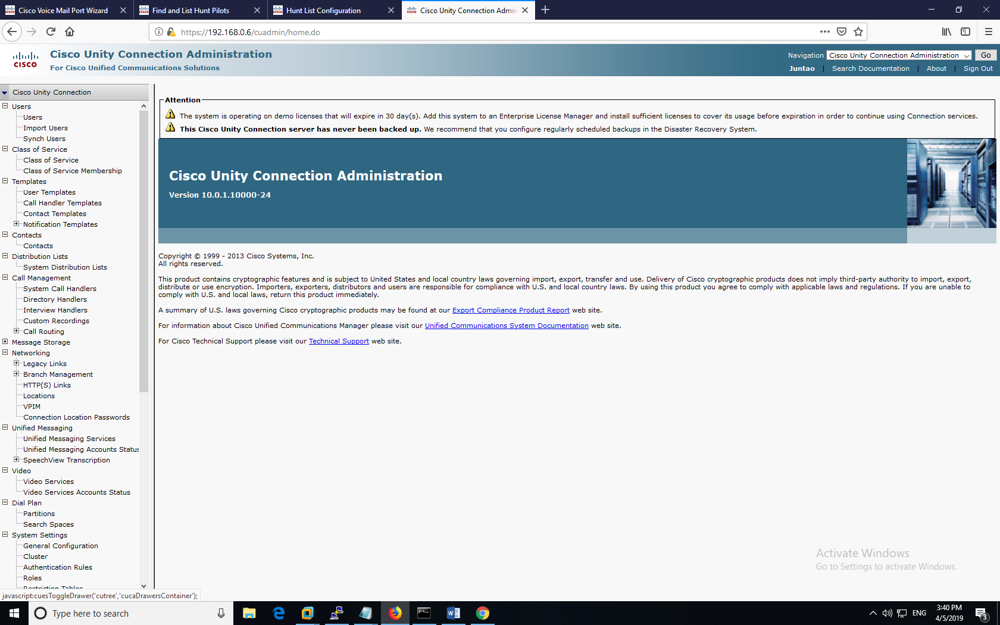 Cisco Voice Mail Port Wizard
Find and List Hunt Pilots
Hunt List Configuration
Cisco Unity Connection Admin
https://192.168.0.6/cuadmin/home.do
CISCO
Cisco Unity Connection Administration
For Cisco Unified Communications Solutions
Navigation Cisco Unity Connection Administration Go
Juntao | Search Documentation | About | Sign Out
Cisco Unity Connection
Users
Users
Import Users
Synch Users
Class of Service
Class of Service
Class of Service Membership
Templates
User Templates
Call Handler Templates
Contact Templates
Notification Templates
Contacts
Contacts
Distribution Lists
System Distribution Lists
Call Management
System Call Handlers
Directory Handlers
Interview Handlers
Custom Recordings
Call Routing
Message Storage
Networking
Legacy Links
Branch Management
HTTP(S) Links
Locations
VPIM
Connection Location Passwords
Unified Messaging
Unified Messaging Services
Unified Messaging Accounts Status
SpeechView Transcription
Video
Video Services
Video Services Accounts Status
Dial Plan
Partitions
Search Spaces
System Settings
General Configuration
Cluster
Authentication Rules
Roles
Restriction Tables
javascript:cuesToggleDrawer('cutree','cucaDrawersContainer');
Attention
The system is operating on demo licenses that will expire in 30 day(s). Add this system to an Enterprise License Manager and install sufficient licenses to cover its usage before expiration in order to continue using Connection services.
This Cisco Unity Connection server has never been backed up. We recommend that you configure regularly scheduled backups in the Disaster Recovery System.
Cisco Unity Connection Administration
Version 10.0.1.10000-24
Copyright © 1999 - 2013 Cisco Systems, Inc.
All rights reserved.
This product contains cryptographic features and is subject to United States and local country laws governing import, export, transfer and use. Delivery of Cisco cryptographic products does not imply third-party authority to import, export,
distribute or use encryption. Importers, exporters, distributors and users are responsible for compliance with U.S. and local country laws. By using this product you agree to comply with applicable laws and regulations. If you are unable to
comply with U.S. and local laws, return this product immediately.
A summary of U.S. laws governing Cisco cryptographic products may be found at our Export Compliance Product Report web site.
For information about Cisco Unified Communications Manager please visit our Unified Communications System Documentation web site.
For Cisco Technical Support please visit our Technical Support web site.
Activate Windows
Go to Settings to activate Windows.
Type here to search
ENG
3:40 PM
4/5/2019
3